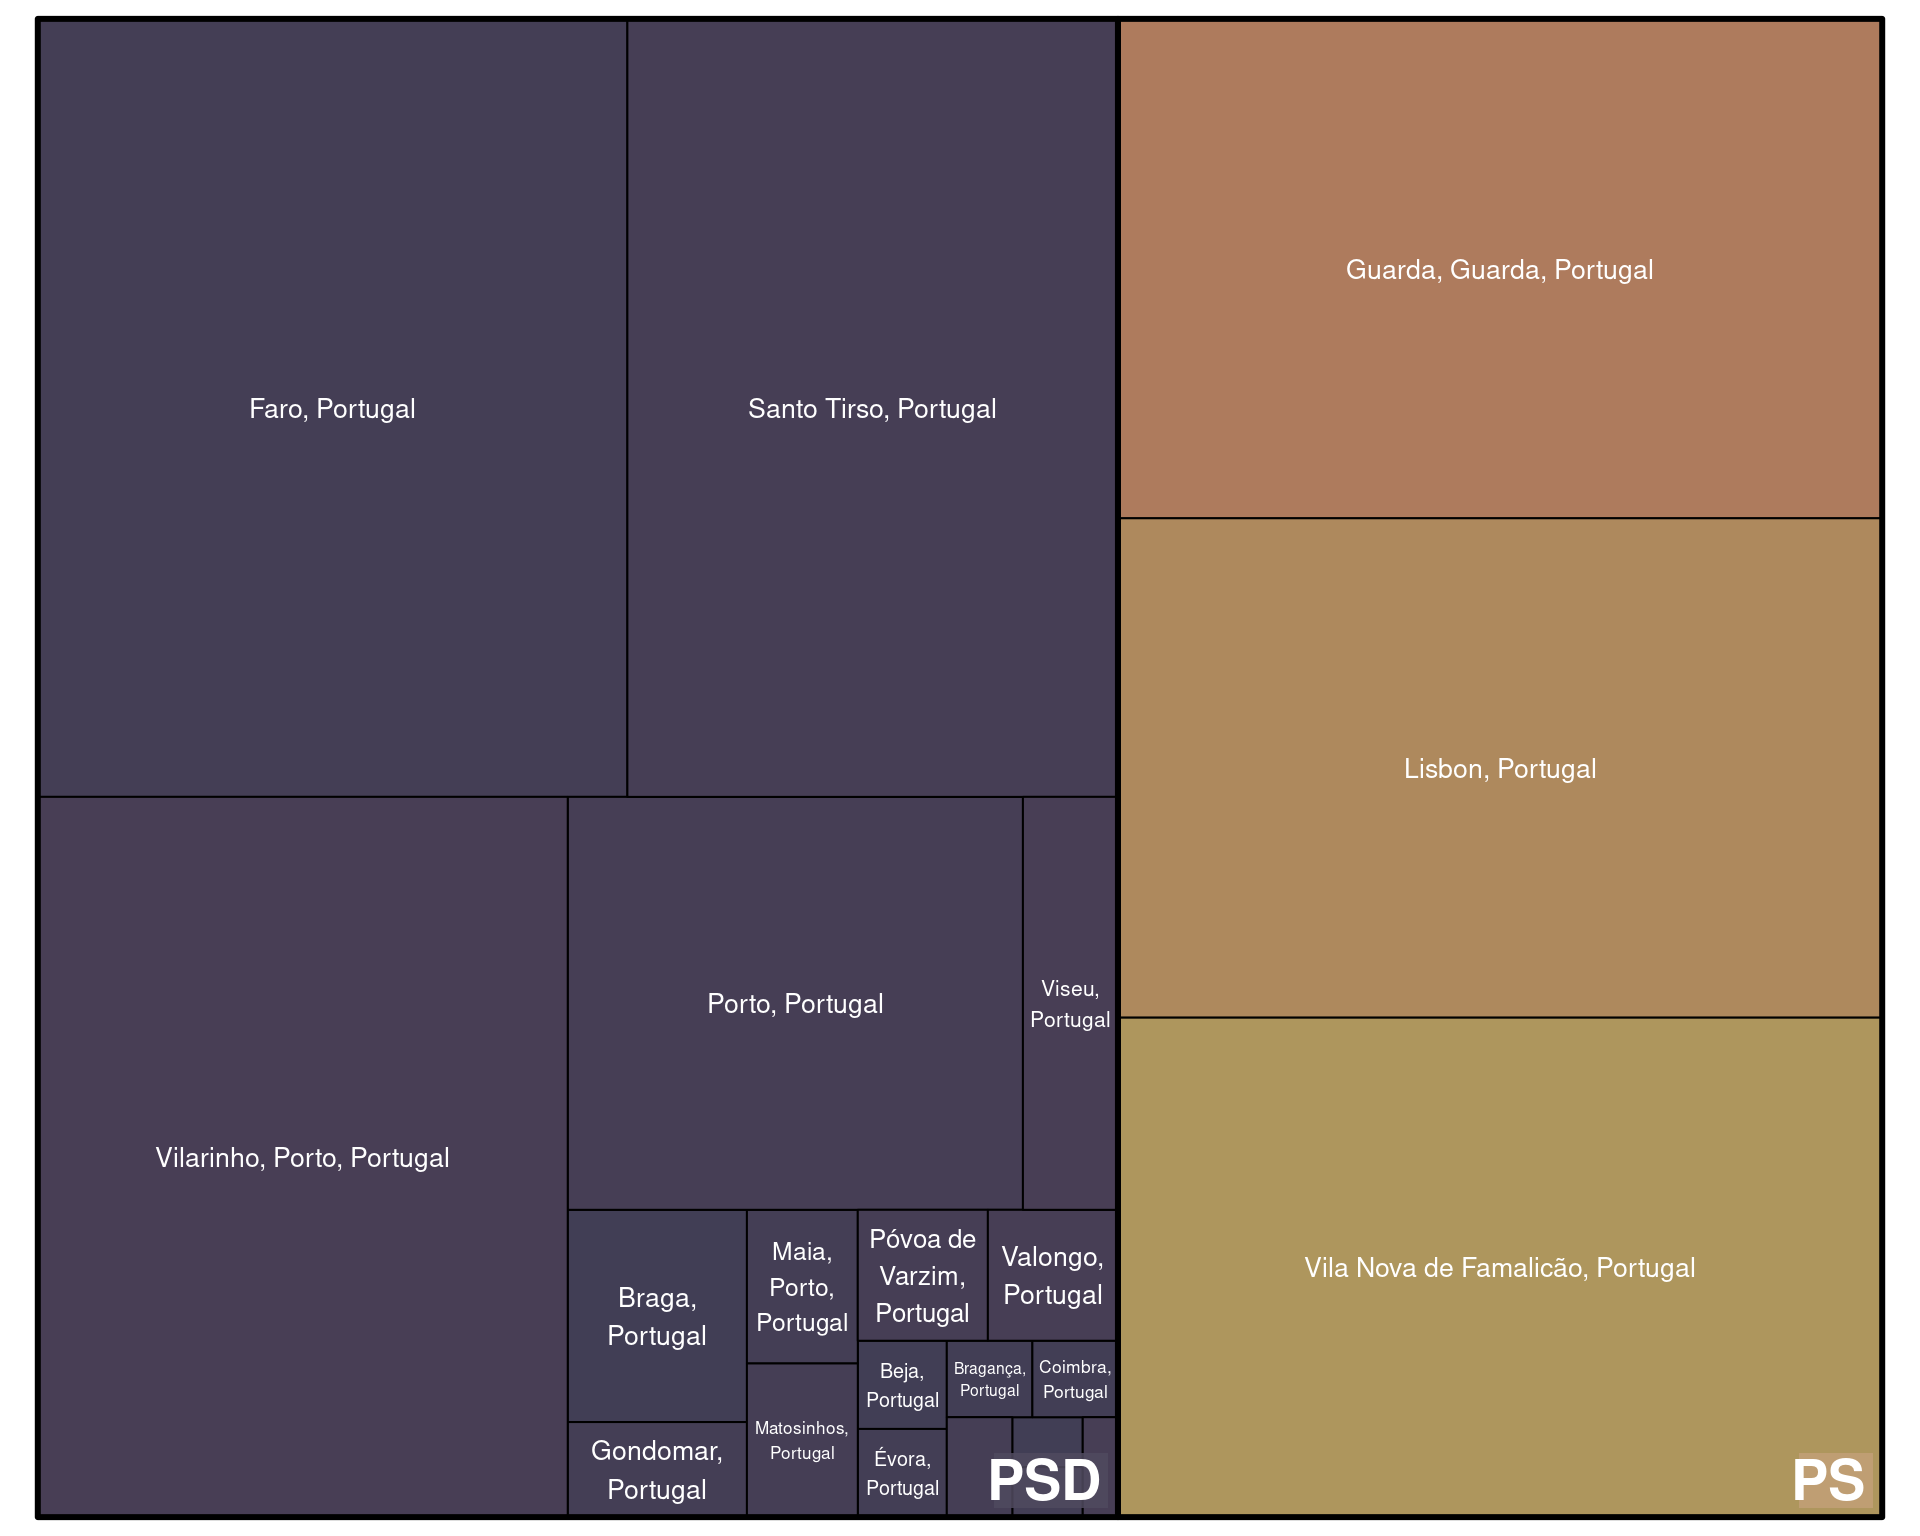 Faro, Portugal
Santo Tirso, Portugal
Guarda, Guarda, Portugal
Lisbon, Portugal
Vilarinho, Porto, Portugal
Porto, Portugal
Viseu,
Portugal
Braga,
Portugal
Maia,
Porto,
Portugal
Póvoa de
Varzim,
Portugal
Valongo,
Portugal
Vila Nova de Famalicão, Portugal
Gondomar,
Portugal
Matosinhos,
Portugal
Beja,
Portugal
Bragança,
Portugal
Coimbra,
Portugal
Évora,
Portugal
PSD
PS